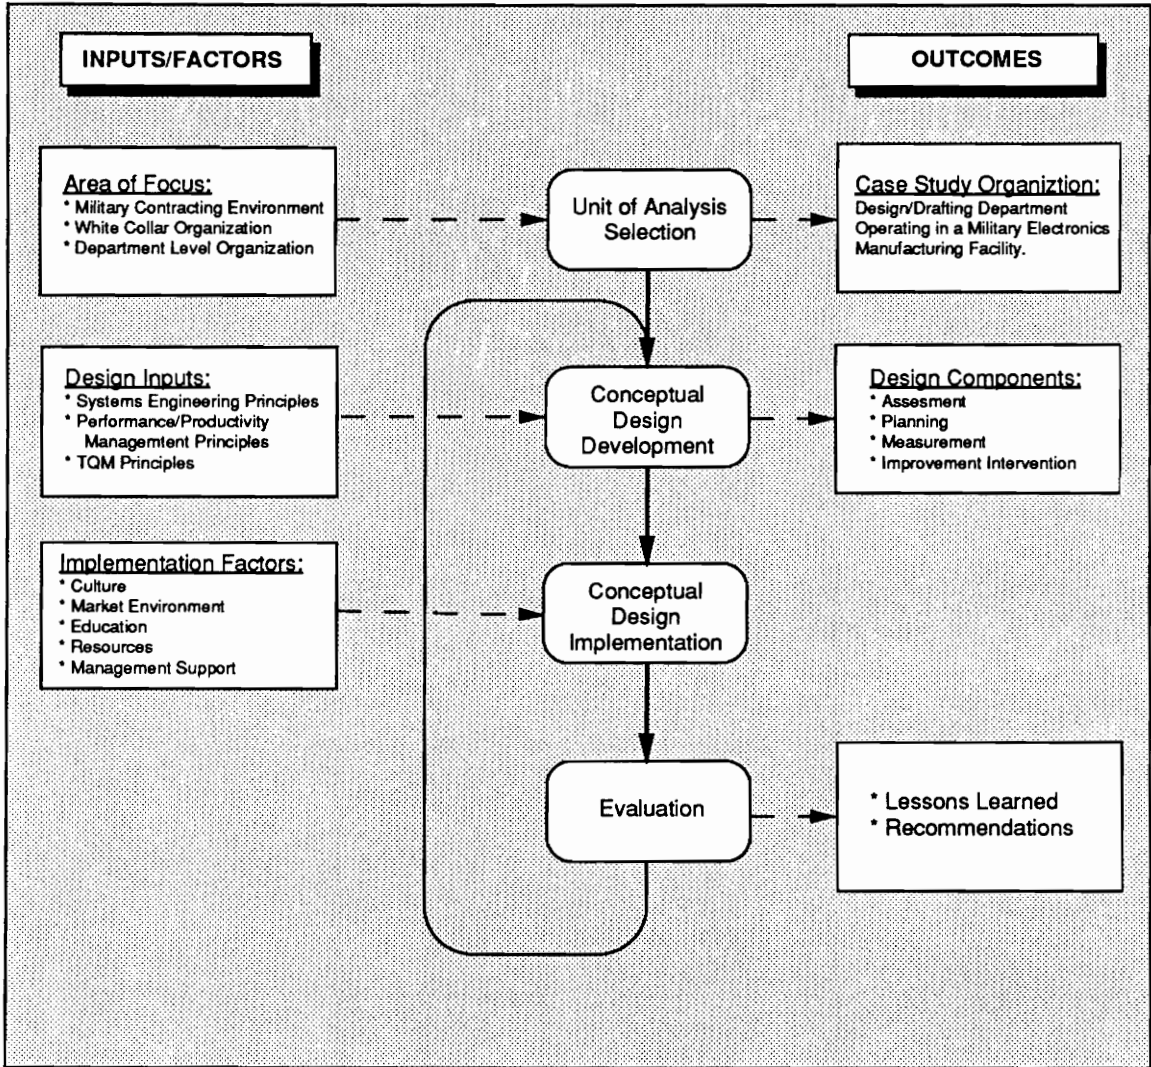 INPUTS/FACTORS
OUTCOMES
Area of Focus:
* Military Contracting Environment
* White Collar Organization
* Department Level Organization
Unit of Analysis
Selection
Case Study Organiztion:
Design/Drafting Department
Operating in a Military Electronics
Manufacturing Facility.
Design Inputs:
* Systems Engineering Principles
* Performance/Productivity
Managemtent Principles
* TQM Principles
Conceptual
Design
Development
Design Components:
* Assesment
* Planning
* Measurement
* Improvement Intervention
Implementation Factors:
* Culture
* Market Environment
* Education
* Resources
* Management Support
Conceptual
Design
Implementation
Evaluation
* Lessons Learned
* Recommendations